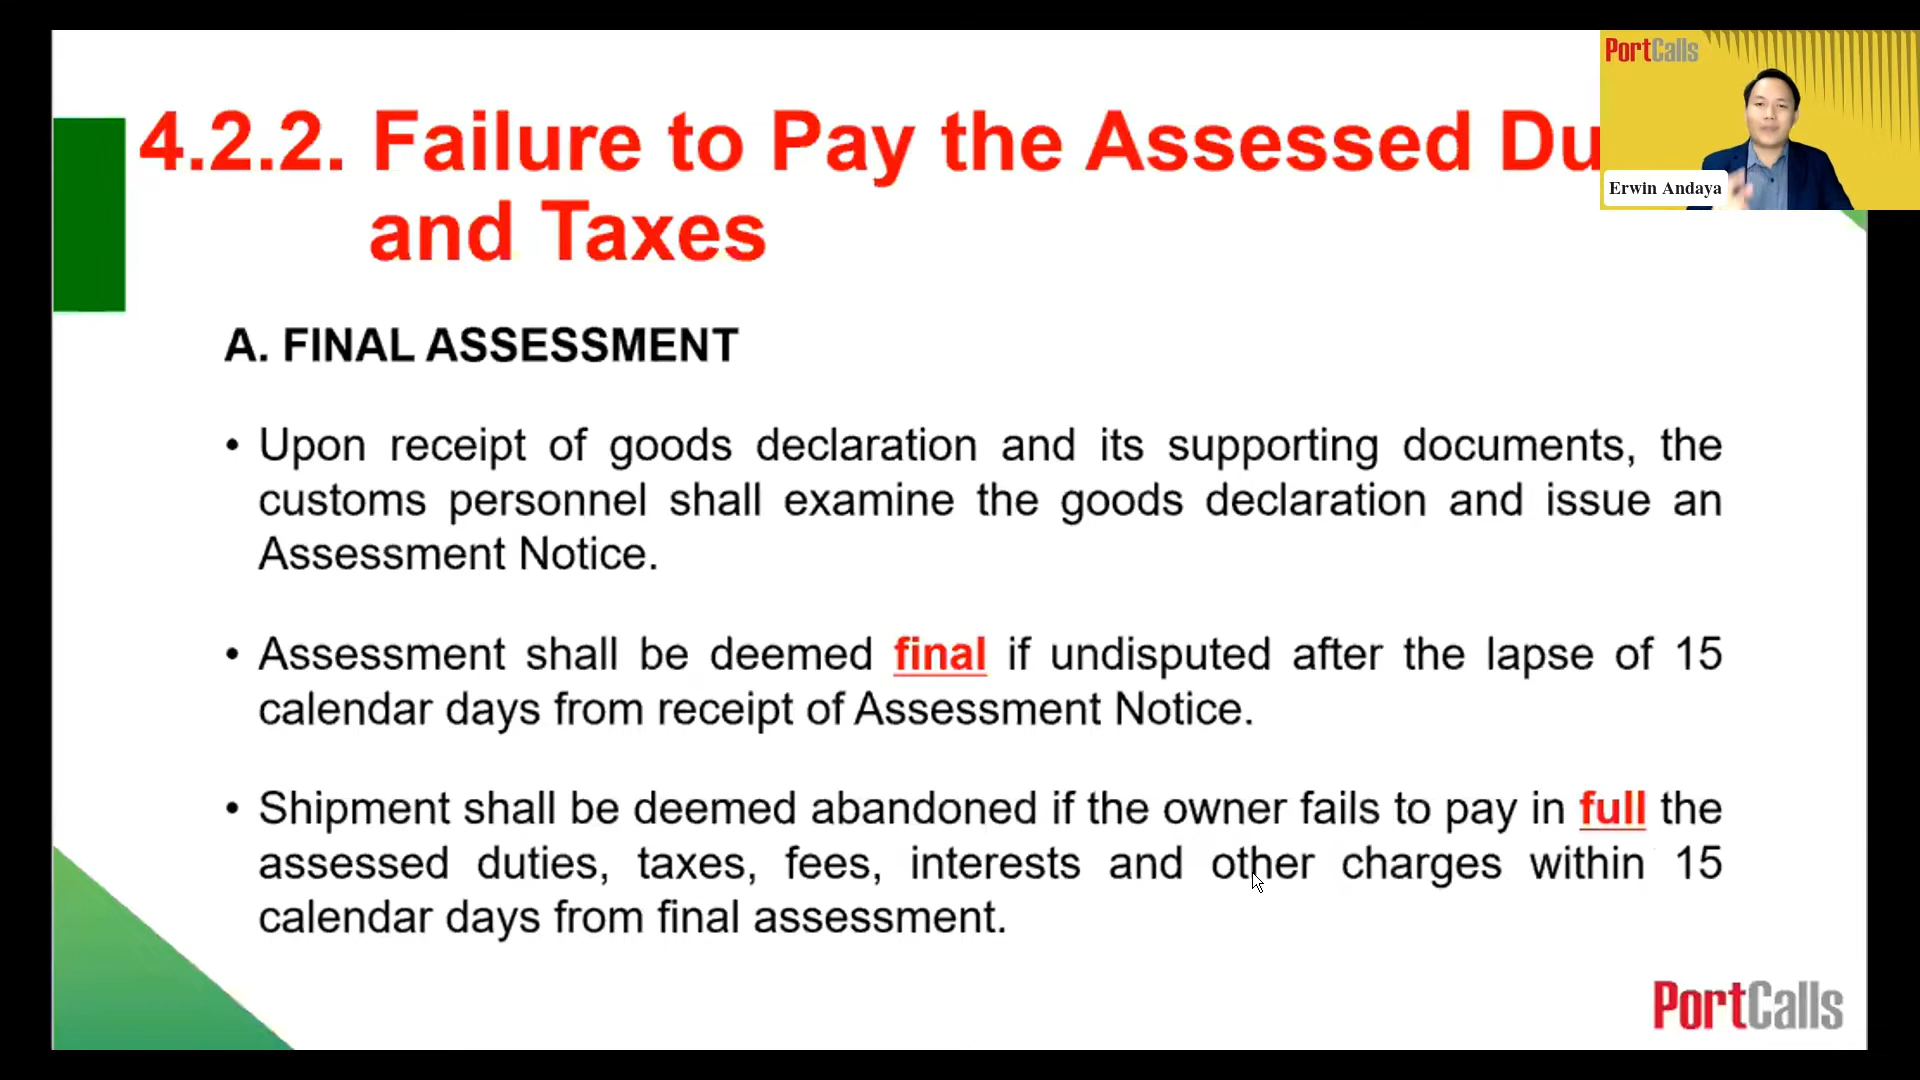 PortCalls
Erwin Andaya
4.2.2. Failure to Pay the Assessed Du
and Taxes
A. FINAL ASSESSMENT
• Upon receipt of goods declaration and its supporting documents, the
customs personnel shall examine the goods declaration and issue an
Assessment Notice.
• Assessment shall be deemed final if undisputed after the lapse of 15
calendar days from receipt of Assessment Notice.
• Shipment shall be deemed abandoned if the owner fails to pay in full the
assessed duties, taxes, fees, interests and other charges within 15
calendar days from final assessment.
PortCalls